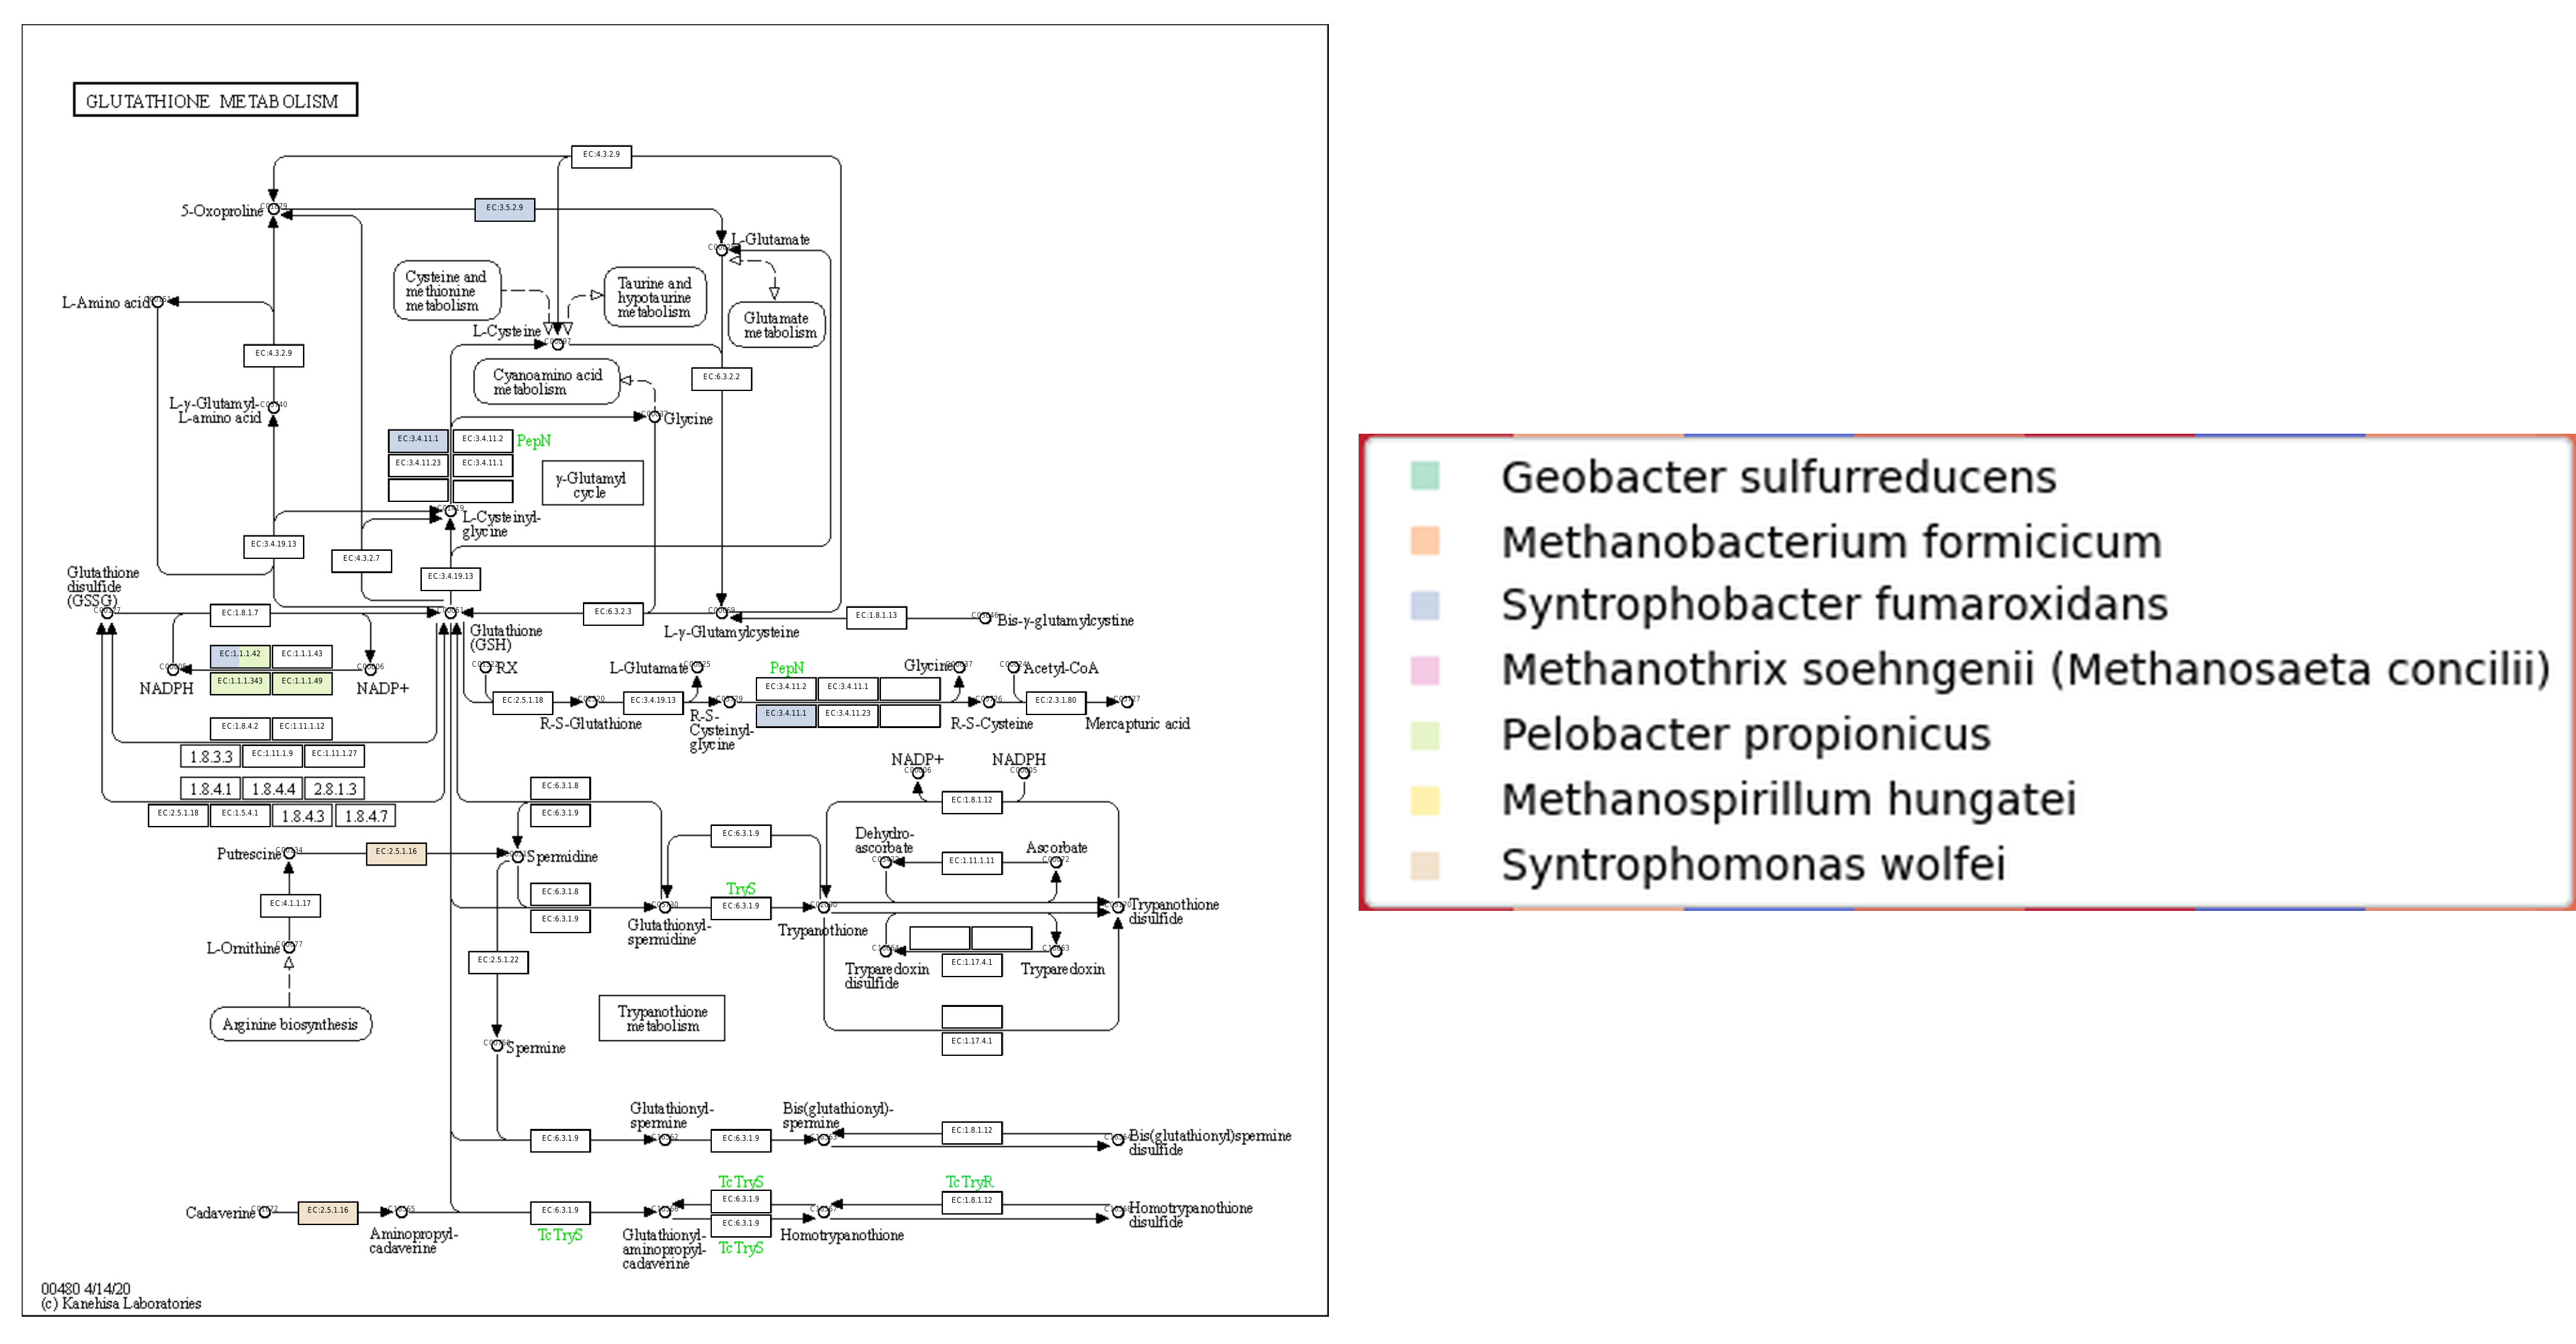 GLUTATHIONE METABOLISM
EC:4.3.2.9
5-Oxoproline
EC:3.5.2.9
L-Glutamate
Cysteine and
methionine
metabolism
Taurine and
hypotaurine
metabolism
Glutamate
metabolism
L-Amino acid
L-Cysteine
EC:4.3.2.9
Cyanoamino acid
metabolism
EC:6.3.2.2
L-γ-Glutamyl-
L-amino acid
Glycine
EC:3.4.11.1
EC:3.4.11.2
PepN
EC:3.4.11.23
EC:3.4.11.1
γ-Glutamyl
cycle
L-Cysteinyl-
glycine
EC:3.4.19.13
EC:4.3.2.7
EC:3.4.19.13
Glutathione
disulfide
(GSSG)
EC:1.8.1.7
EC:6.3.2.3
EC:1.8.1.13
Bis-γ-glutamylcystine
Glutathione
(GSH)
L-γ-Glutamylcysteine
EC:1.1.1.42
EC:1.1.1.43
EC:1.1.1.343
EC:1.1.1.49
NADPH
NADP+
RX
L-Glutamate
PepN
Glycine
Acetyl-CoA
EC:2.5.1.18
EC:3.4.19.13
EC:3.4.11.2
EC:3.4.11.1
EC:3.4.11.1
EC:3.4.11.23
EC:2.3.1.80
R-S-Glutathione
R-S-
Cysteinyl-
glycine
R-S-Cysteine
Mercapturic acid
EC:1.8.4.2
EC:1.11.1.12
1.8.3.3
EC:1.11.1.9
EC:1.11.1.27
1.8.4.1
1.8.4.4
2.8.1.3
EC:2.5.1.18
EC:1.5.4.1
1.8.4.3
1.8.4.7
NADP+
NADPH
EC:6.3.1.8
EC:6.3.1.9
EC:1.8.1.12
EC:6.3.1.9
Dehydro-
ascorbate
EC:1.11.1.11
Ascorbate
Putrescine
EC:2.5.1.16
Spermidine
EC:6.3.1.8
EC:6.3.1.9
TryS
EC:6.3.1.9
EC:4.1.1.17
Glutathionyl-
spermidine
Trypanothione
Trypanothione
disulfide
L-Ornithine
EC:2.5.1.22
EC:1.17.4.1
Tryparedoxin
disulfide
Tryparedoxin
Arginine biosynthesis
Trypanothione
metabolism
EC:1.17.4.1
Spermine
Glutathionyl-
spermine
Bis(glutathionyl)-
spermine
EC:6.3.1.9
EC:6.3.1.9
EC:1.8.1.12
Bis(glutathionyl)spermine
disulfide
TcTryS
TcTryR
Cadaverine
EC:2.5.1.16
EC:6.3.1.9
EC:6.3.1.9
EC:6.3.1.9
EC:1.8.1.12
Homotrypanothione
disulfide
Aminopropyl-
cadaverine
TcTryS
Glutathionyl-
aminopropyl-
cadaverine
TcTryS
Homotrypanothione
00480 4/14/20
(c) Kanehisa Laboratories
Geobacter sulfurreducens
Methanobacterium formicicum
Syntrophobacter fumaroxidans
Methanothrix soehngenii (Methanosaeta concilii)
Pelobacter propionicus
Methanospirillum hungatei
Syntrophomonas wolfei